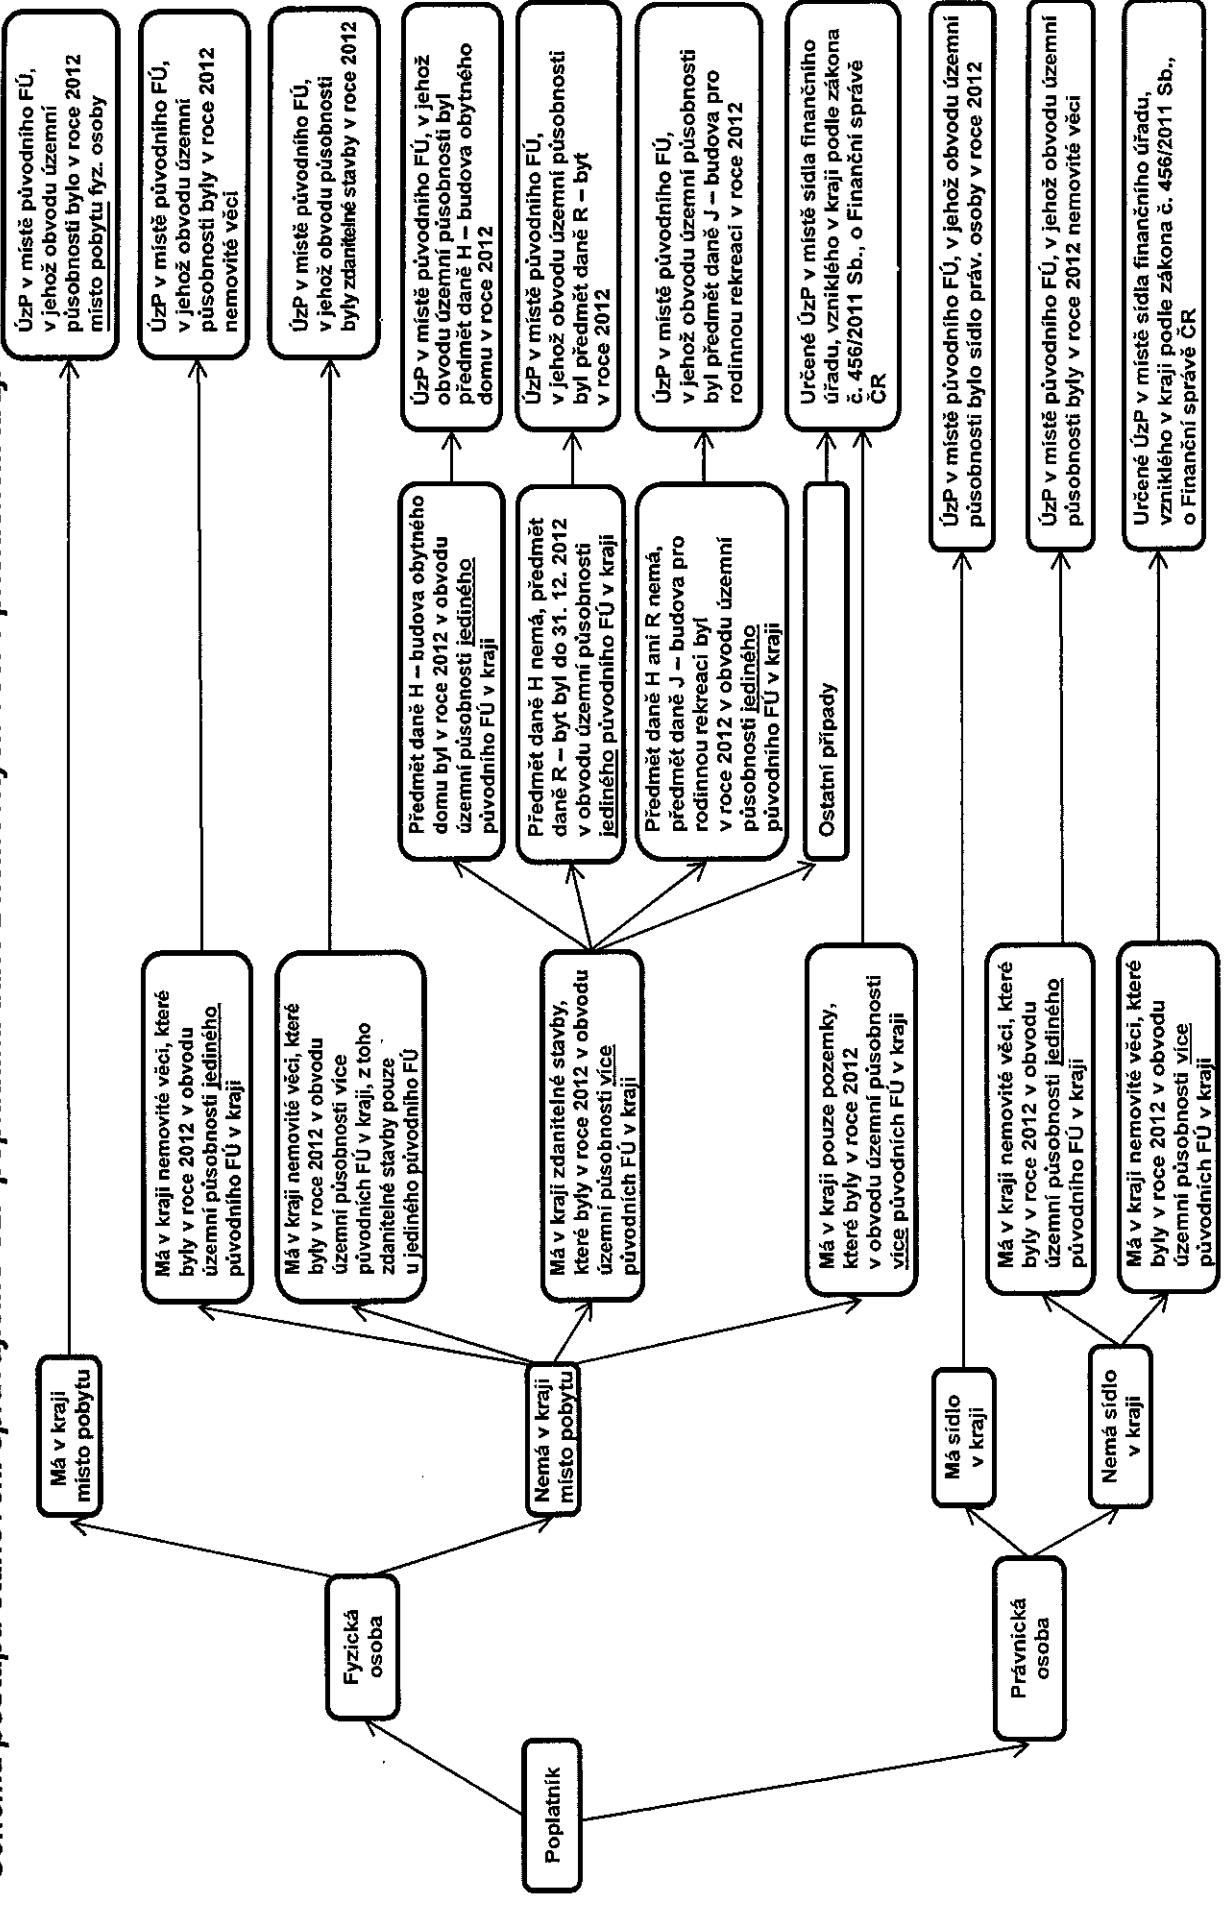 Poplatník
Fyzická
osoba
Právnická
osoba
Má v kraji
místo pobytu
Nemá v kraji
místo pobytu
Má sídlo
v kraji
Nemá sídlo
v kraji
Má v kraji nemovité věci, které
byly v roce 2012 v obvodu
územní působnosti jediného
původního FÚ v kraji
Má v kraji nemovité věci, které
byly v roce 2012 v obvodu
územní působnosti více
původních FÚ v kraji, z toho
zdanitelné stavby pouze
u jediného původního FÚ
Má v kraji zdanitelné stavby,
které byly v roce 2012 v obvodu
územní působnosti více
původních FÚ v kraji
Má v kraji pouze pozemky,
které byly v roce 2012
v obvodu územní působnosti
více původních FÚ v kraji
Má v kraji nemovité věci, které
byly v roce 2012 v obvodu
územní působnosti jediného
původního FÚ v kraji
Má v kraji nemovité věci, které
byly v roce 2012 v obvodu
územní působnosti více
původních FÚ v kraji
Předmět daně H – budova obytného
domu byl v roce 2012 v obvodu
územní působnosti jediného
původního FÚ v kraji
Předmět daně H nemá, předmět
daně R – byt byl do 31. 12. 2012
v obvodu územní působnosti
jediného původního FÚ v kraji
Předmět daně H ani R nemá,
předmět daně J – budova pro
rodinnou rekreaci byl
v roce 2012 v obvodu územní
působnosti jediného
původního FÚ v kraji
Ostatní případy
ÚzP v místě původního FÚ,
v jehož obvodu územní
působnosti bylo v roce 2012
místo pobytu fyz. osoby
ÚzP v místě původního FÚ,
v jehož obvodu územní
působnosti byly v roce 2012
nemovité věci
ÚzP v místě původního FÚ,
v jehož obvodu působnosti
byly zdanitelné stavby v roce 2012
ÚzP v místě původního FÚ, v jehož
obvodu územní působnosti byl
předmět daně H – budova obytného
domu v roce 2012
ÚzP v místě původního FÚ,
v jehož obvodu územní působnosti
byl předmět daně R – byt
v roce 2012
ÚzP v místě původního FÚ,
v jehož obvodu územní působnosti
byl předmět daně J – budova pro
rodinnou rekreaci v roce 2012
Určené ÚzP v místě sídla finančního
úřadu, vzniklého v kraji podle zákona
č. 456/2011 Sb., o Finanční správě
ČR
ÚzP v místě původního FÚ, v jehož obvodu územní
působnosti bylo sídlo práv. osoby v roce 2012
ÚzP v místě původního FÚ, v jehož obvodu územní
působnosti byly v roce 2012 nemovité věci
Určené ÚzP v místě sídla finančního úřadu,
vzniklého v kraji podle zákona č. 456/2011 Sb.,
o Finanční správě ČR